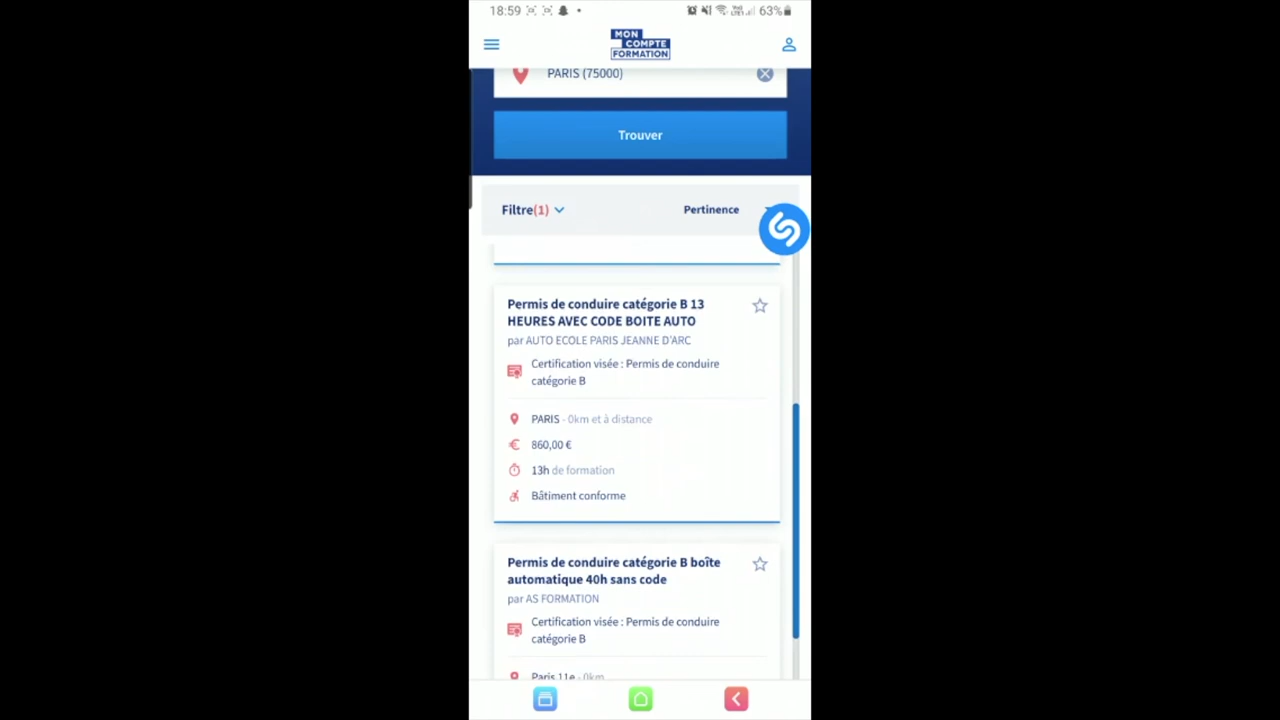 18:59
63%
MON
COMPTE
FORMATION
PARIS (75000)
Trouver
Filtre(1)
Pertinence
Permis de conduire catégorie B 13
HEURES AVEC CODE BOITE AUTO
par AUTO ECOLE PARIS JEANNE D'ARC
Certification visée : Permis de conduire
catégorie B
PARIS - 0km et à distance
860,00 €
13h de formation
Bâtiment conforme
Permis de conduire catégorie B boîte
automatique 40h sans code
par AS FORMATION
Certification visée : Permis de conduire
catégorie B
Paris 11e - 0km